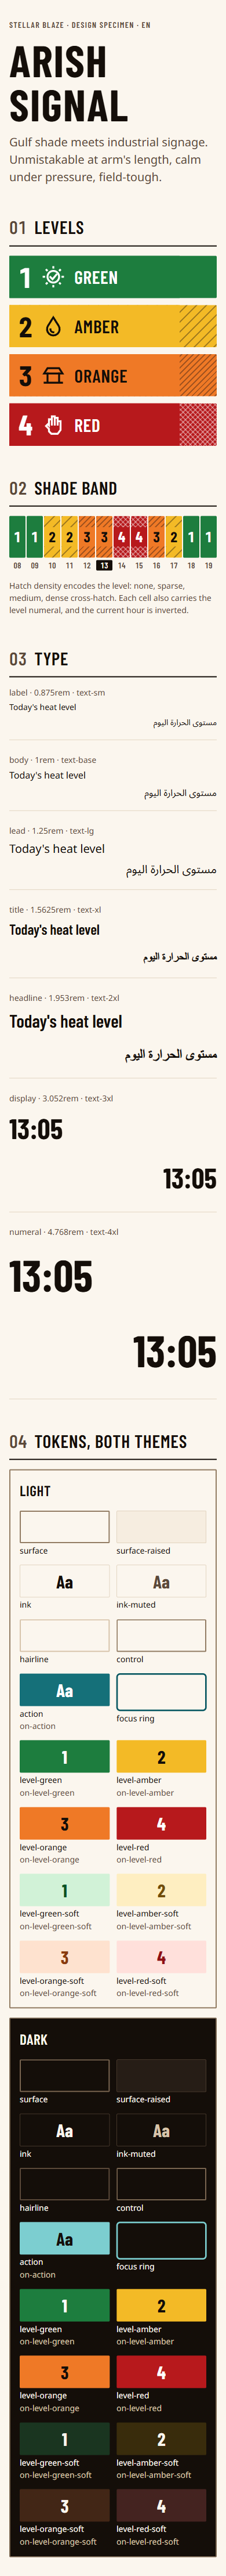 STELLAR BLAZE · DESIGN SPECIMEN · EN
ARISH
SIGNAL
Gulf shade meets industrial signage.
Unmistakable at arm's length, calm
under pressure, field-tough.
01 LEVELS
1 GREEN
2 AMBER
3 ORANGE
4 RED
02 SHADE BAND
1 1 2 2 3 3 4 4 3 2 1 1
08 09 10 11 12 13 14 15 16 17 18 19
Hatch density encodes the level: none, sparse,
medium, dense cross-hatch. Each cell also carries the
level numeral, and the current hour is inverted.
03 TYPE
label · 0.875rem · text-sm
Today's heat level
مستوى الحرارة اليوم
body · 1rem · text-base
Today's heat level
مستوى الحرارة اليوم
lead · 1.25rem · text-lg
Today's heat level
مستوى الحرارة اليوم
title · 1.5625rem · text-xl
Today's heat level
مستوى الحرارة اليوم
headline · 1.953rem · text-2xl
Today's heat level
مستوى الحرارة اليوم
display · 3.052rem · text-3xl
13:05
13:05
numeral · 4.768rem · text-4xl
13:05
13:05
04 TOKENS, BOTH THEMES
LIGHT
surface surface-raised
Aa Aa
ink ink-muted
hairline control
Aa
action
on-action
focus ring
1 2
level-green level-amber
on-level-green on-level-amber
3 4
level-orange level-red
on-level-orange on-level-red
1 2
level-green-soft level-amber-soft
on-level-green-soft on-level-amber-soft
3 4
level-orange-soft level-red-soft
on-level-orange-soft on-level-red-soft
DARK
surface surface-raised
Aa Aa
ink ink-muted
hairline control
Aa
action
on-action
focus ring
1 2
level-green level-amber
on-level-green on-level-amber
3 4
level-orange level-red
on-level-orange on-level-red
1 2
level-green-soft level-amber-soft
on-level-green-soft on-level-amber-soft
3 4
level-orange-soft level-red-soft
on-level-orange-soft on-level-red-soft